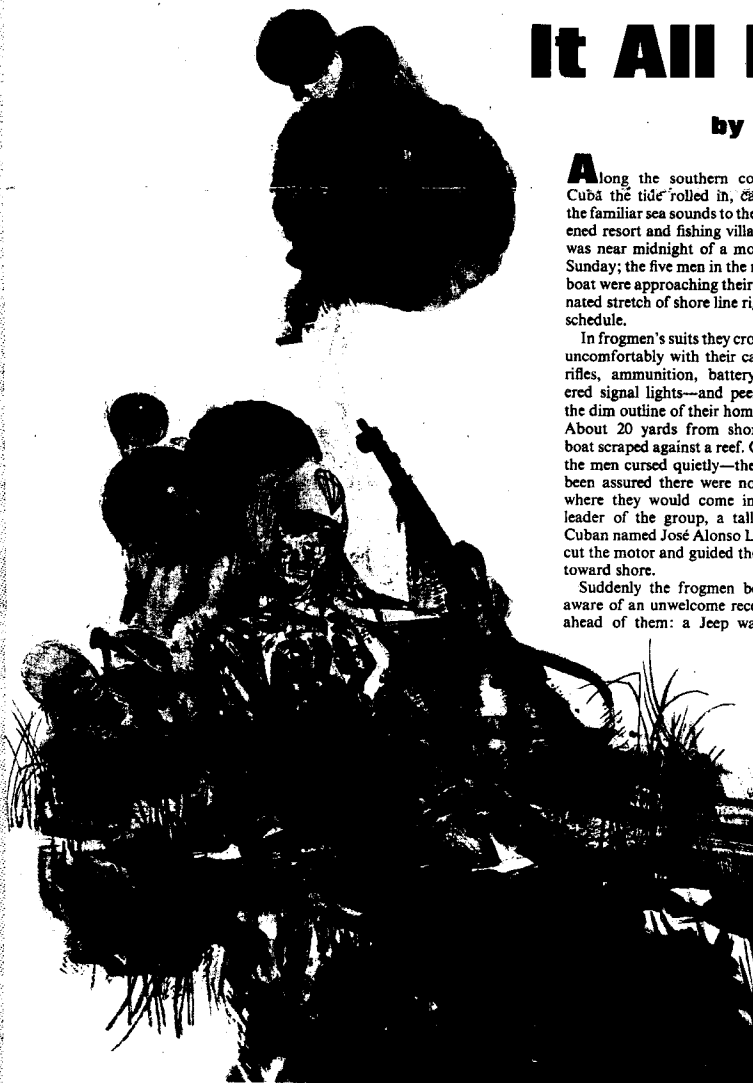 It All
by
Along the southern co
Cuba the tide rolled in, ca
the familiar sea sounds to the
ened resort and fishing villa
was near midnight of a mo
Sunday; the five men in the
boat were approaching their
nated stretch of shore line ri
schedule.
In frogmen's suits they cro
uncomfortably with their ca
rifles, ammunition, battery
ered signal lights—and pee
the dim outline of their hom
About 20 yards from shor
boat scraped against a reef. O
the men cursed quietly—the
been assured there were no
where they would come in
leader of the group, a tall
Cuban named José Alonso L
cut the motor and guided the
toward shore.
Suddenly the frogmen be
aware of an unwelcome rece
ahead of them: a Jeep wa